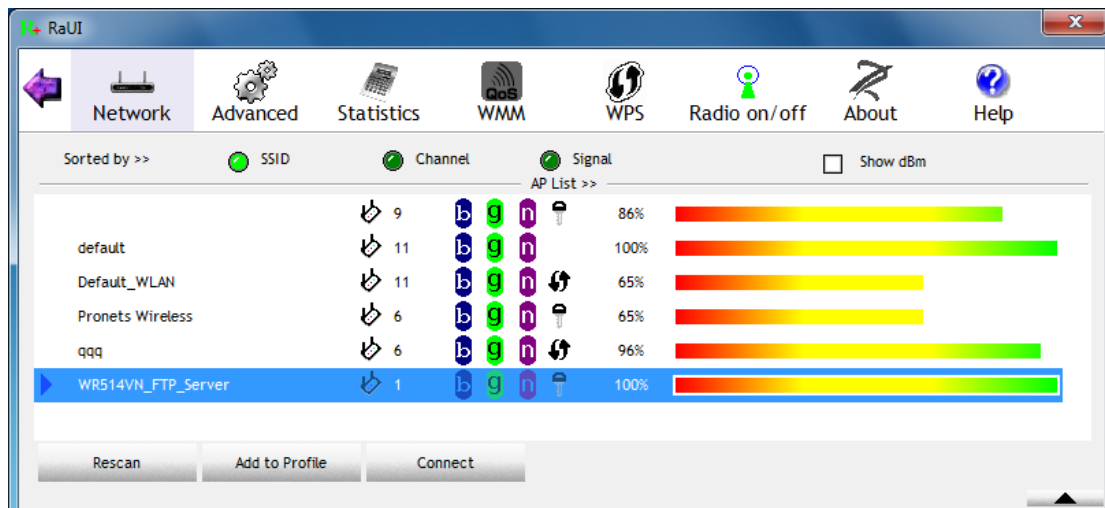 RaUI
Network Advanced Statistics WMM WPS Radio on/off About Help
QoS
Sorted by >> SSID Channel Signal Show dBm
AP List >>
9 b g n 86%
default 11 b g n 100%
Default_WLAN 11 b g n 65%
Pronets Wireless 6 b g n 65%
qqq 6 b g n 96%
WR514VN_FTP_Server 1 b g n 100%
Rescan Add to Profile Connect